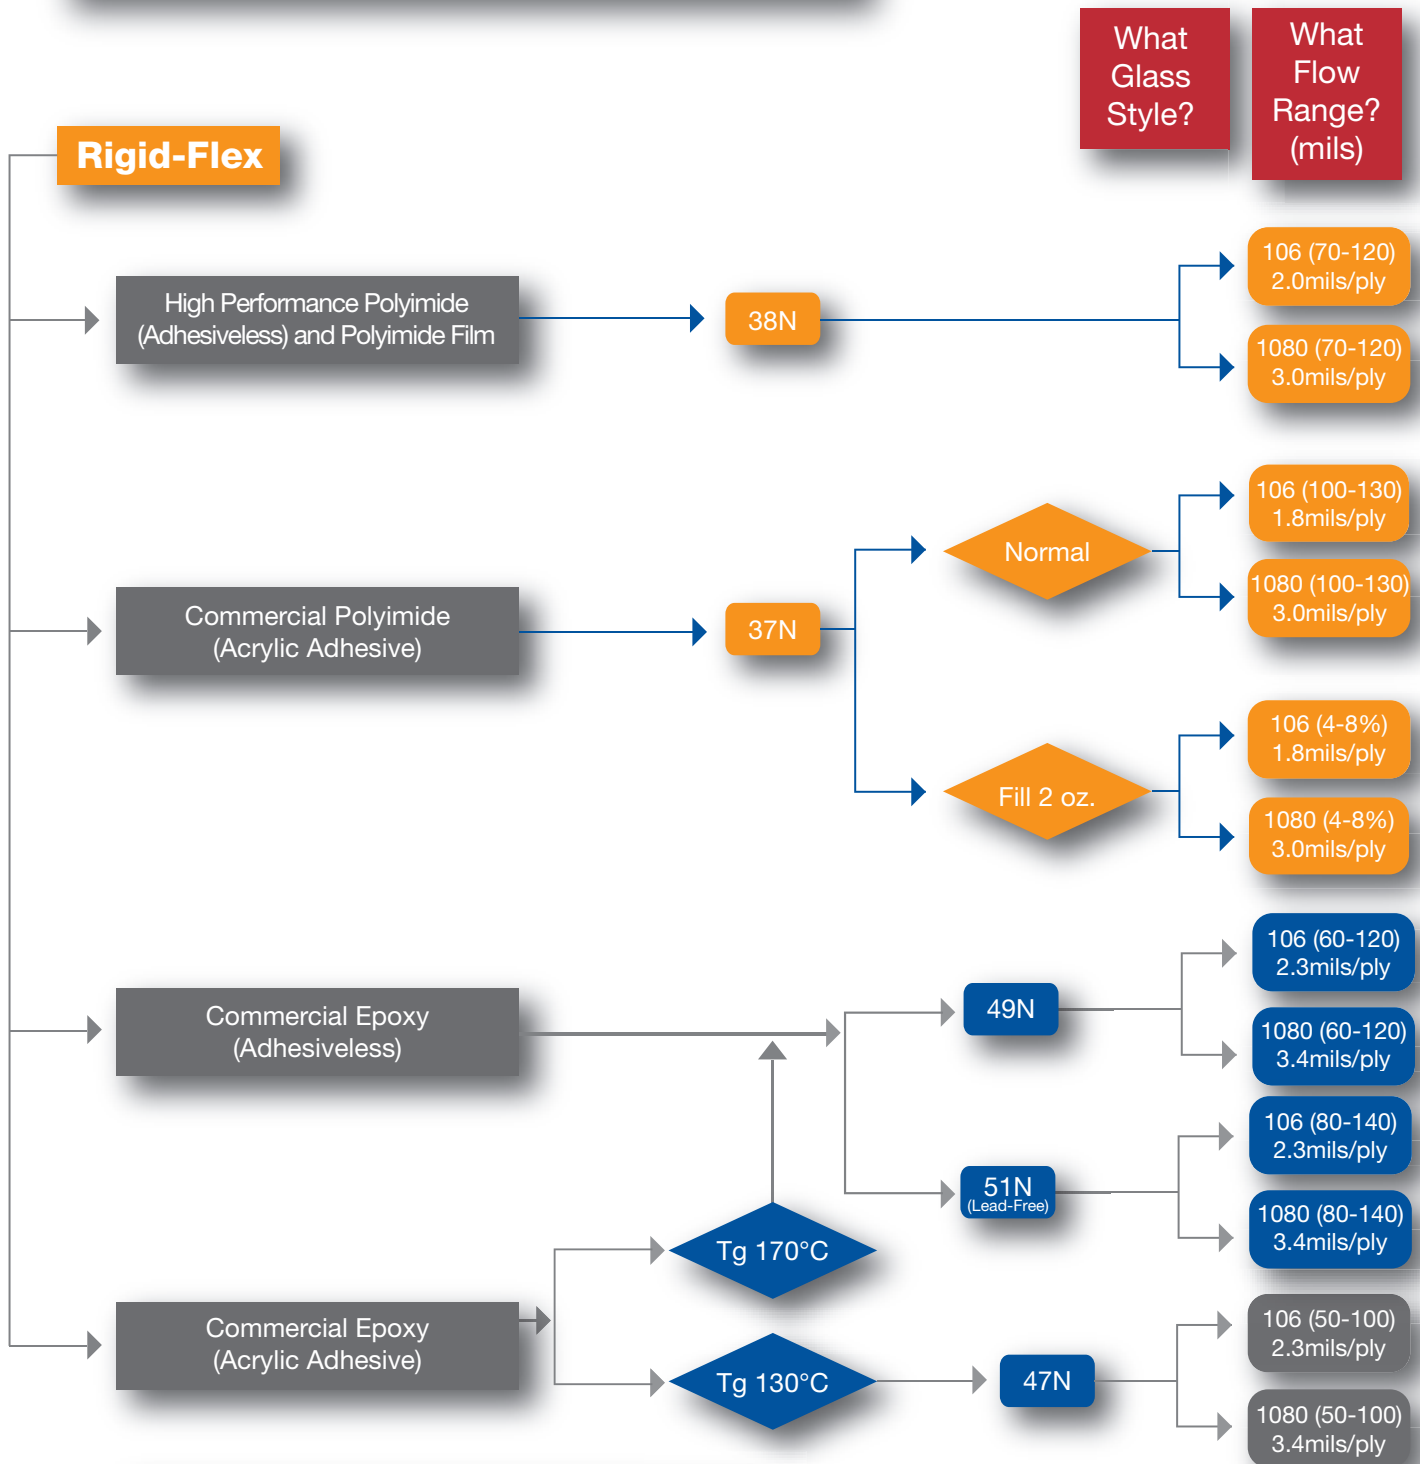 What
Glass
Style?
What
Flow
Range?
(mils)
Rigid-Flex
High Performance Polyimide
(Adhesiveless) and Polyimide Film
38N
106 (70-120)
2.0mils/ply
1080 (70-120)
3.0mils/ply
Commercial Polyimide
(Acrylic Adhesive)
37N
Normal
106 (100-130)
1.8mils/ply
1080 (100-130)
3.0mils/ply
Fill 2 oz.
106 (4-8%)
1.8mils/ply
1080 (4-8%)
3.0mils/ply
Commercial Epoxy
(Adhesiveless)
49N
106 (60-120)
2.3mils/ply
1080 (60-120)
3.4mils/ply
51N
(Lead-Free)
106 (80-140)
2.3mils/ply
1080 (80-140)
3.4mils/ply
Commercial Epoxy
(Acrylic Adhesive)
Tg 170°C
Tg 130°C
47N
106 (50-100)
2.3mils/ply
1080 (50-100)
3.4mils/ply